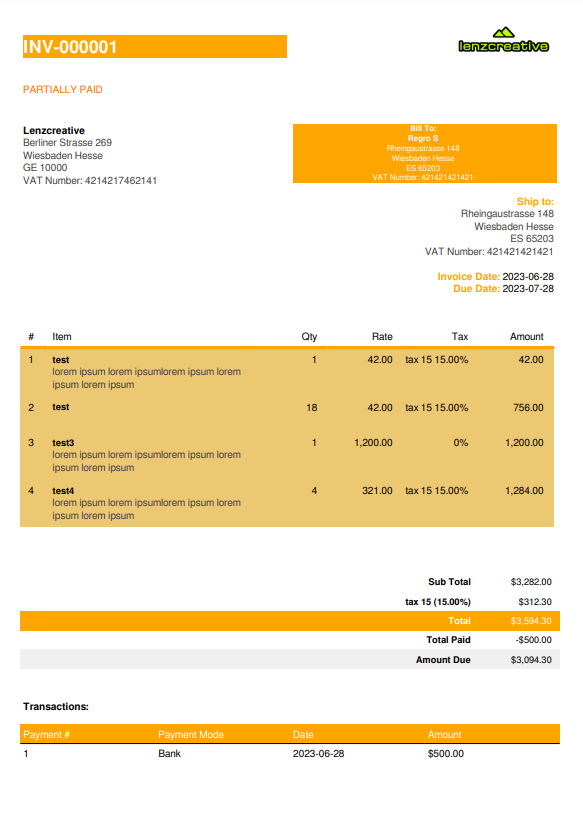 INV-000001
lenzcreative
PARTIALLY PAID
Lenzcreative
Berliner Strasse 269
Wiesbaden Hesse
GE 10000
VAT Number: 4214217462141
Bill To:
Regro S
Rheingaustrasse 148
Wiesbaden Hesse
ES 65203
VAT Number: 421421421421
Ship to:
Rheingaustrasse 148
Wiesbaden Hesse
ES 65203
VAT Number: 421421421421
Invoice Date: 2023-06-28
Due Date: 2023-07-28
# Item Qty Rate Tax Amount
1 test 1 42.00 tax 15 15.00% 42.00
lorem ipsum lorem ipsumlorem ipsum lorem
ipsum lorem ipsum
2 test 18 42.00 tax 15 15.00% 756.00
3 test3 1 1,200.00 0% 1,200.00
lorem ipsum lorem ipsumlorem ipsum lorem
ipsum lorem ipsum
4 test4 4 321.00 tax 15 15.00% 1,284.00
lorem ipsum lorem ipsumlorem ipsum lorem
ipsum lorem ipsum
Sub Total $3,282.00
tax 15 (15.00%) $312.30
Total $3,594.30
Total Paid -$500.00
Amount Due $3,094.30
Transactions:
Payment # Payment Mode Date Amount
1 Bank 2023-06-28 $500.00